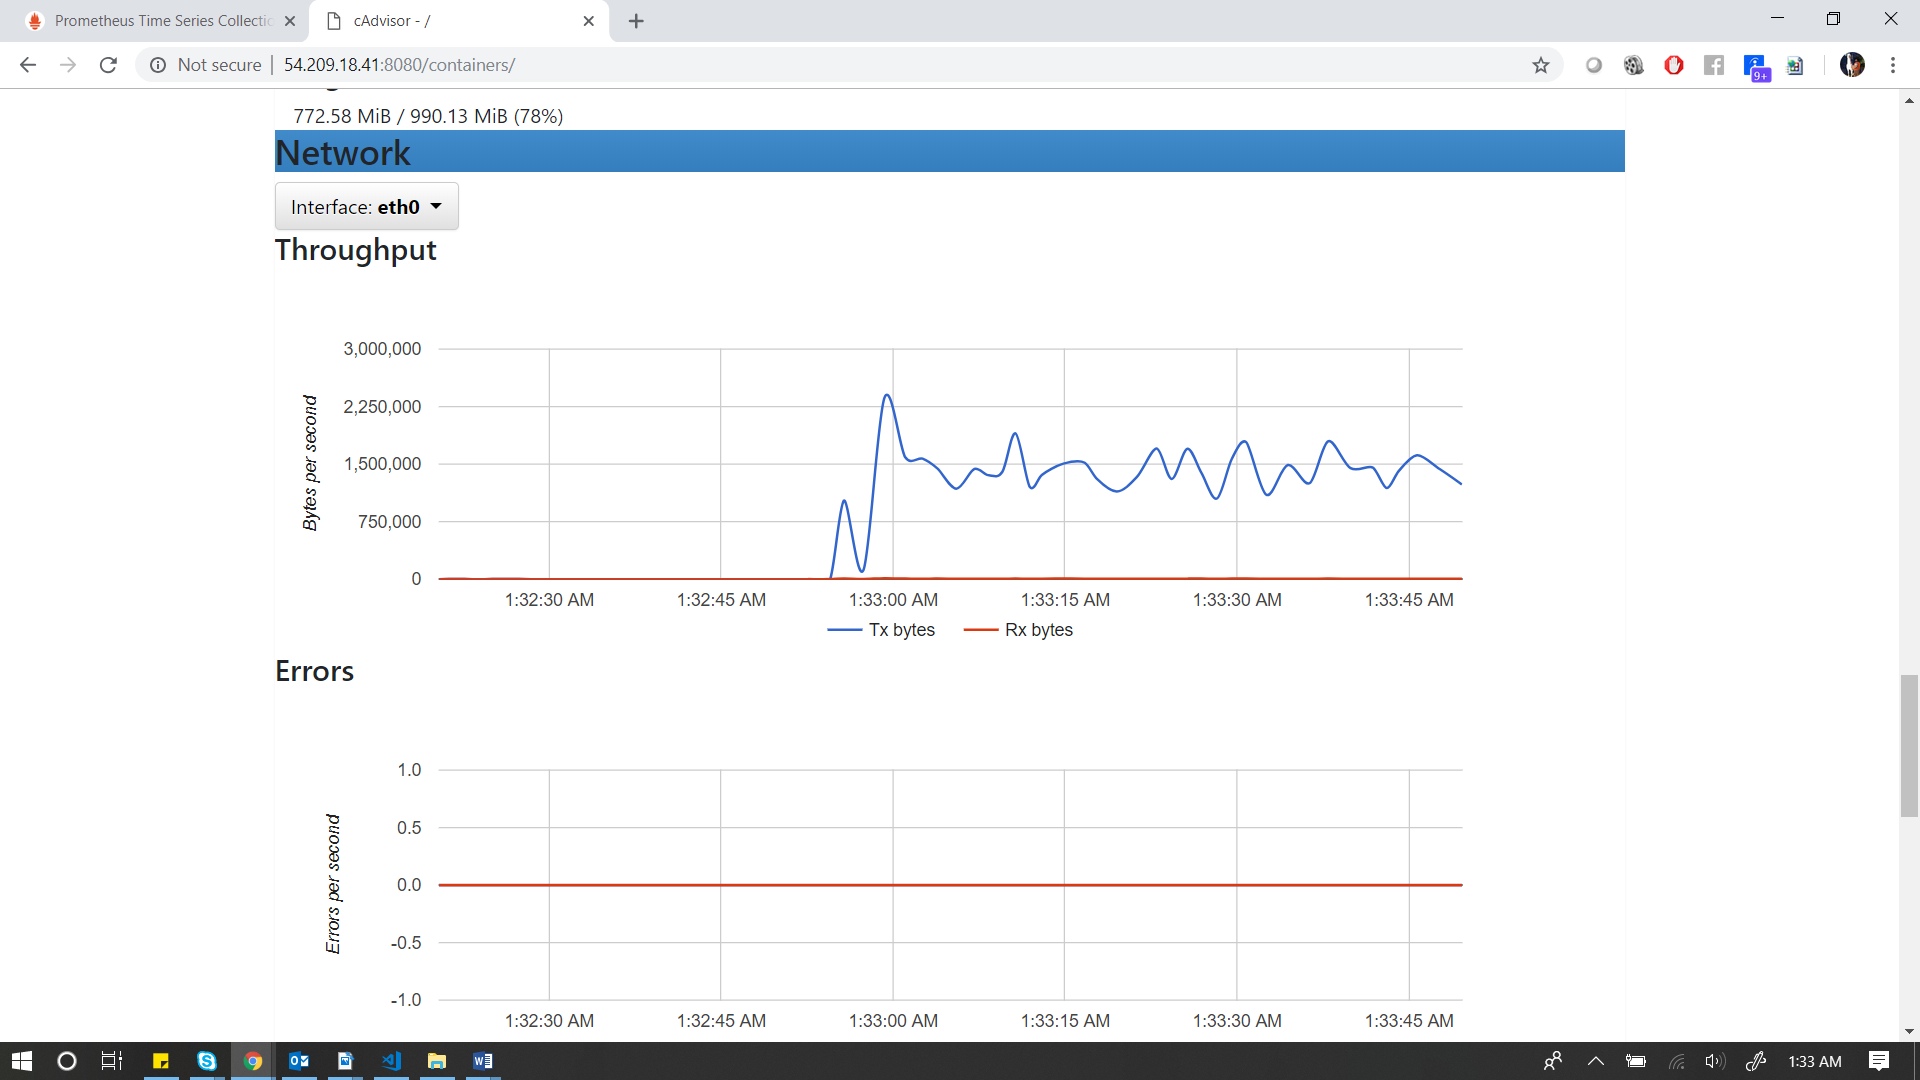 Prometheus Time Series Collectio
cAdvisor - /
Not secure
54.209.18.41:8080/containers/
9+
772.58 MiB / 990.13 MiB (78%)
Network
Interface: eth0
Throughput
3,000,000
2,250,000
1,500,000
750,000
0
Bytes per second
1:32:30 AM 1:32:45 AM 1:33:00 AM 1:33:15 AM 1:33:30 AM 1:33:45 AM
Tx bytes Rx bytes
Errors
1.0
0.5
0.0
-0.5
-1.0
Errors per second
1:32:30 AM 1:32:45 AM 1:33:00 AM 1:33:15 AM 1:33:30 AM 1:33:45 AM
1:33 AM